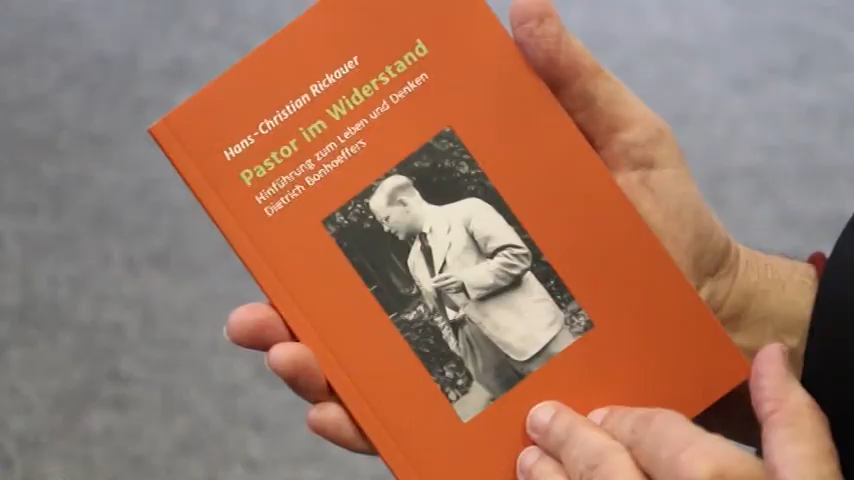 Hans-Christian Rickauer
Pastor im Widerstand
Hinführung zum Leben und Denken
Dietrich Bonhoeffers